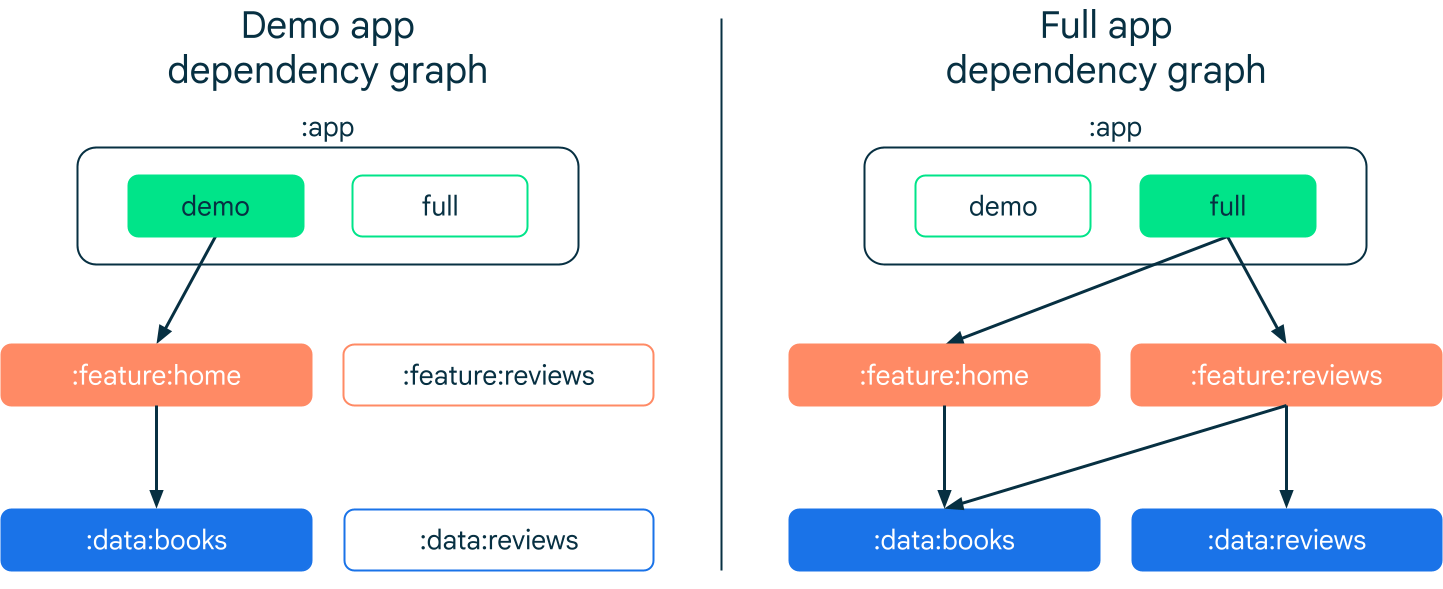 Demo app
dependency graph
:app
demo
full
:feature:home
:feature:reviews
:data:books
:data:reviews
Full app
dependency graph
:app
demo
full
:feature:home
:feature:reviews
:data:books
:data:reviews